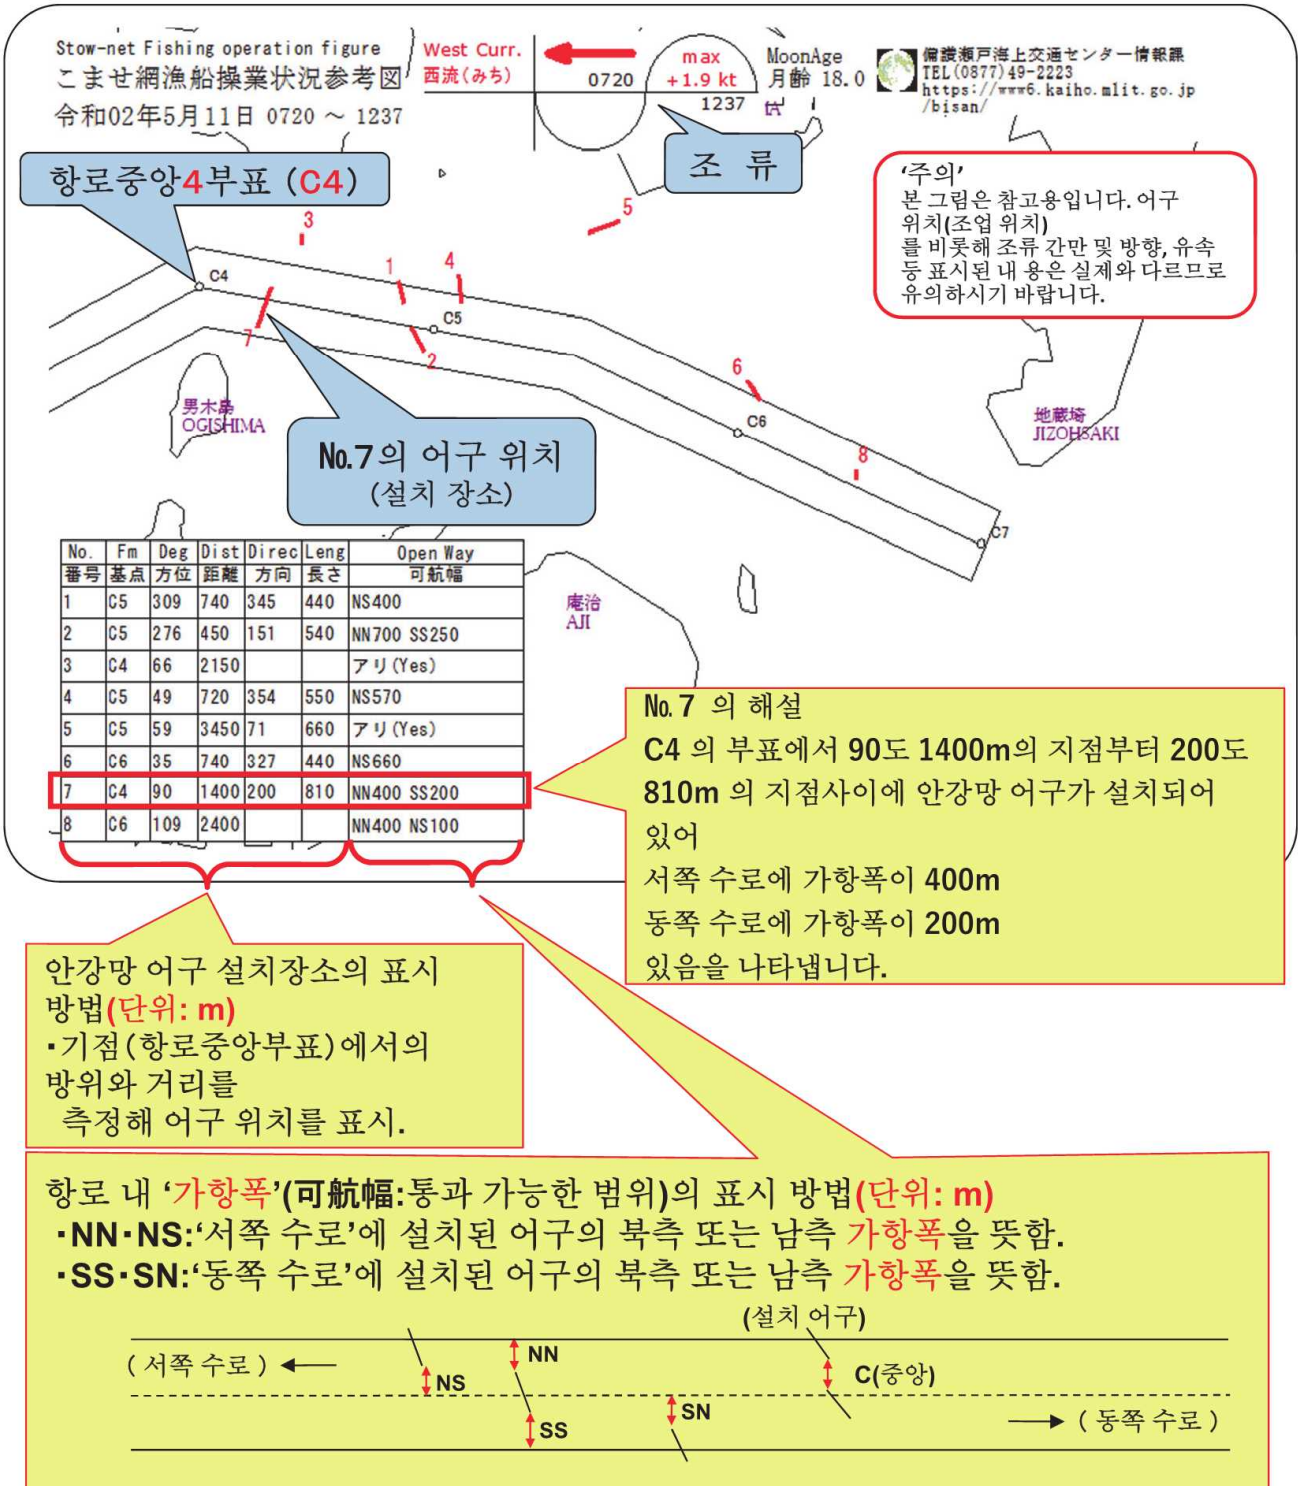 Stow-net Fishing operation figure
こませ網漁船操業状況参考図
令和02年5月11日 0720 ～ 1237
West Curr.
西流(みち)
0720
max
+1.9 kt
1237
MoonAge
月齢 18.0
備讃瀬戸海上交通センター情報課
TEL(0877)49-2223
https://www6.kaiho.mlit.go.jp
/bisan/
조 류
항로중앙4부표 (C4)
'주의'
본 그림은 참고용입니다. 어구
위치(조업 위치)
를 비롯해 조류 간만 및 방향, 유속
등 표시된 내 용은 실제와 다르므로
유의하시기 바랍니다.
3
5
1
4
C4
C5
7
2
6
C6
8
C7
男木島
OGISHIMA
地蔵埼
JIZOHSAKI
庵治
AJI
№.7의 어구 위치
(설치 장소)
No. Fm Deg Dist Direc Leng Open Way
番号 基点 方位 距離 方向 長さ 可航幅
1 C5 309 740 345 440 NS400
2 C5 276 450 151 540 NN700 SS250
3 C4 66 2150 アリ(Yes)
4 C5 49 720 354 550 NS570
5 C5 59 3450 71 660 アリ(Yes)
6 C6 35 740 327 440 NS660
7 C4 90 1400 200 810 NN400 SS200
8 C6 109 2400 NN400 NS100
№.7 의 해설
C4 의 부표에서 90도 1400m의 지점부터 200도
810m 의 지점사이에 안강망 어구가 설치되어
있어
서쪽 수로에 가항폭이 400m
동쪽 수로에 가항폭이 200m
있음을 나타냅니다.
안강망 어구 설치장소의 표시
방법(단위: m)
・기점(항로중앙부표)에서의
방위와 거리를
측정해 어구 위치를 표시.
항로 내 '가항폭'(可航幅:통과 가능한 범위)의 표시 방법(단위: m)
・NN・NS:'서쪽 수로'에 설치된 어구의 북측 또는 남측 가항폭을 뜻함.
・SS・SN:'동쪽 수로'에 설치된 어구의 북측 또는 남측 가항폭을 뜻함.
(설치 어구)
( 서쪽 수로 )
NN
NS
C(중앙)
SN
SS
( 동쪽 수로 )